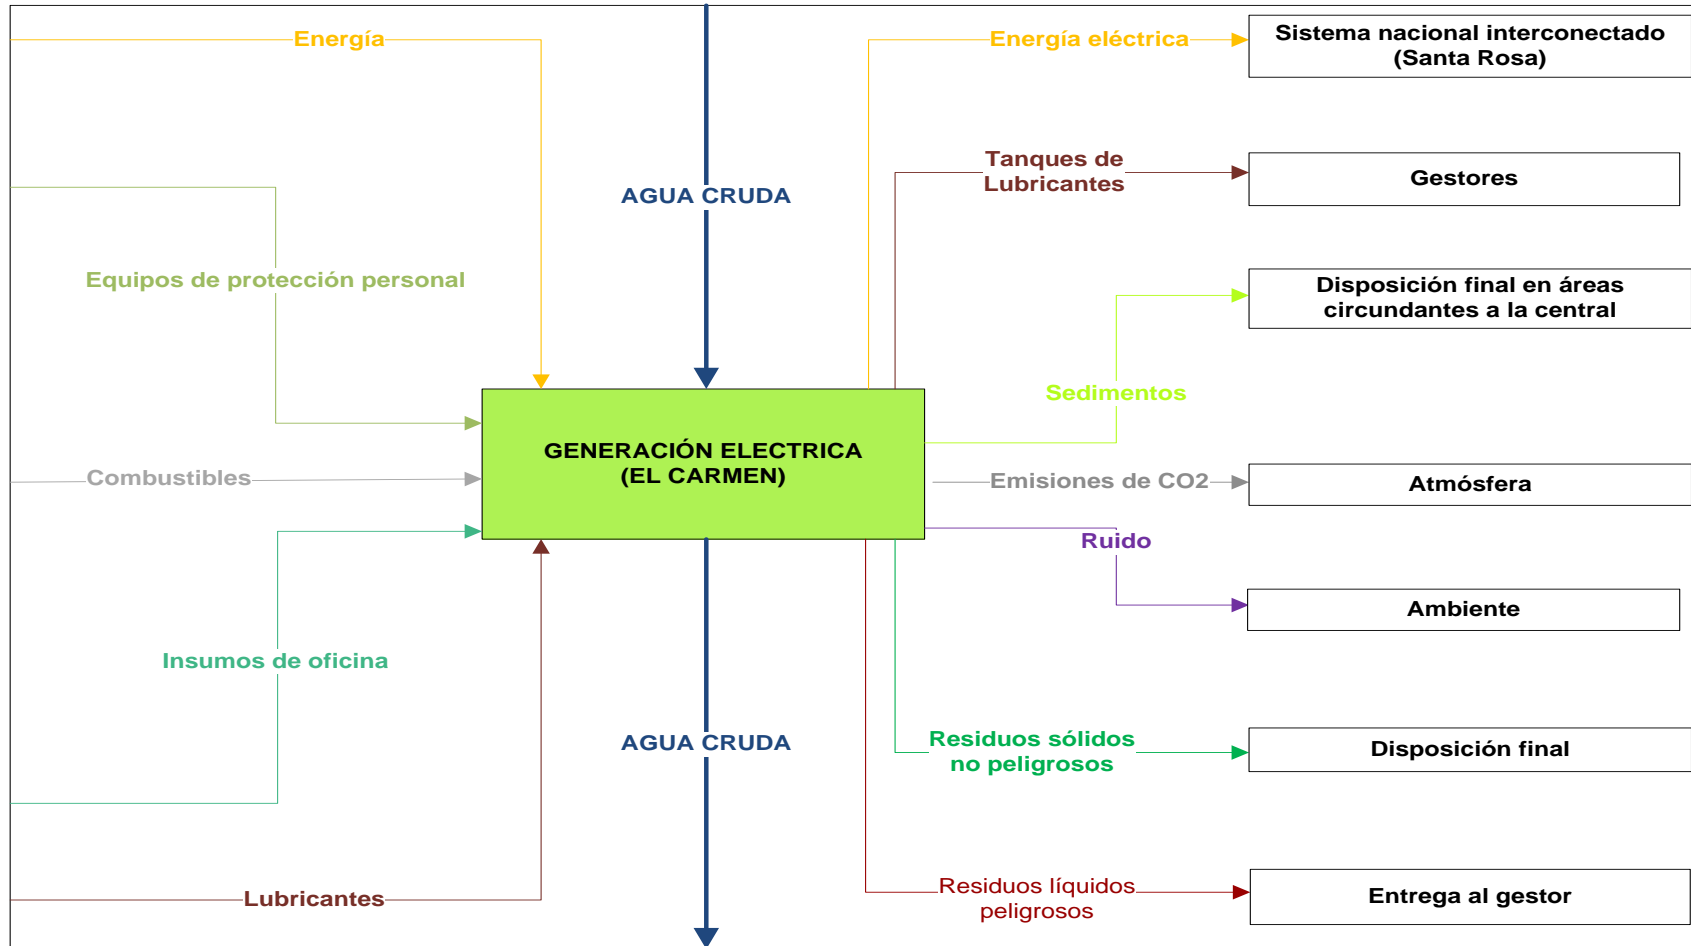 Energía
Energía eléctrica
Sistema nacional interconectado
(Santa Rosa)
Tanques de
Lubricantes
Gestores
AGUA CRUDA
Equipos de protección personal
Disposición final en áreas
circundantes a la central
Sedimentos
GENERACIÓN ELECTRICA
(EL CARMEN)
Combustibles
Emisiones de CO2
Atmósfera
Ruido
Ambiente
Insumos de oficina
AGUA CRUDA
Residuos sólidos
no peligrosos
Disposición final
Lubricantes
Residuos líquidos
peligrosos
Entrega al gestor